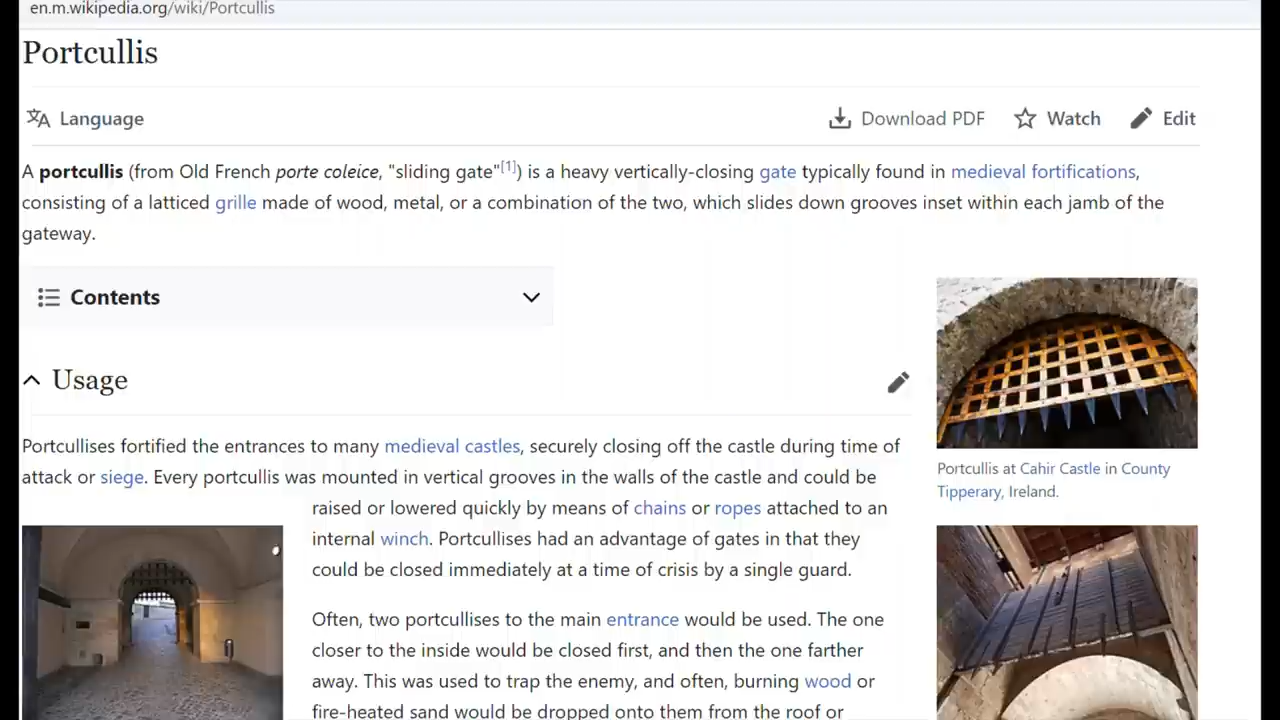 en.m.wikipedia.org/wiki/Portcullis
Portcullis
Language
Download PDF
Watch
Edit
A portcullis (from Old French porte coleice, "sliding gate"[1]) is a heavy vertically-closing gate typically found in medieval fortifications,
consisting of a latticed grille made of wood, metal, or a combination of the two, which slides down grooves inset within each jamb of the
gateway.
Contents
Usage
Portcullises fortified the entrances to many medieval castles, securely closing off the castle during time of
attack or siege. Every portcullis was mounted in vertical grooves in the walls of the castle and could be
raised or lowered quickly by means of chains or ropes attached to an
internal winch. Portcullises had an advantage of gates in that they
could be closed immediately at a time of crisis by a single guard.
Often, two portcullises to the main entrance would be used. The one
closer to the inside would be closed first, and then the one farther
away. This was used to trap the enemy, and often, burning wood or
fire-heated sand would be dropped onto them from the roof or
Portcullis at Cahir Castle in County
Tipperary, Ireland.